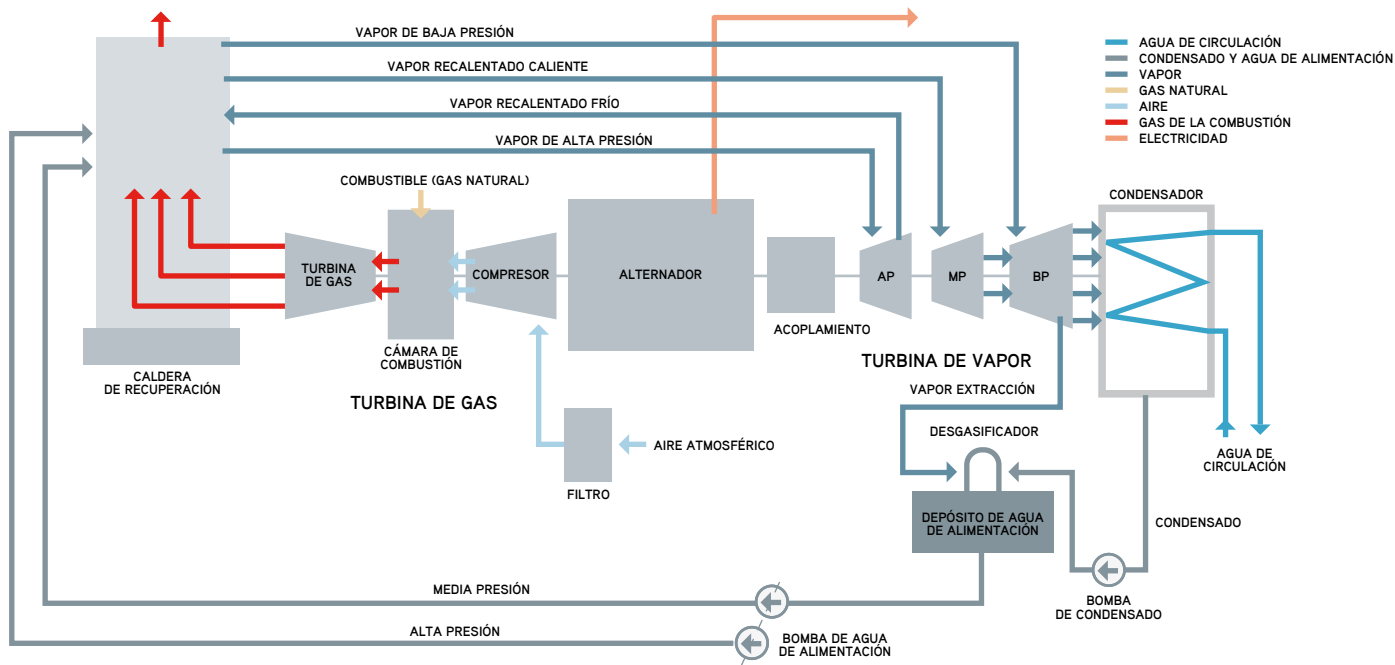 VAPOR DE BAJA PRESIÓN
VAPOR RECALENTADO CALIENTE
VAPOR RECALENTADO FRÍO
VAPOR DE ALTA PRESIÓN
AGUA DE CIRCULACIÓN
CONDENSADO Y AGUA DE ALIMENTACIÓN
VAPOR
GAS NATURAL
AIRE
GAS DE LA COMBUSTIÓN
ELECTRICIDAD
COMBUSTIBLE (GAS NATURAL)
CONDENSADOR
TURBINA
DE GAS
COMPRESOR
ALTERNADOR
AP
MP
BP
ACOPLAMIENTO
CÁMARA DE
COMBUSTIÓN
TURBINA DE VAPOR
CALDERA
DE RECUPERACIÓN
TURBINA DE GAS
VAPOR EXTRACCIÓN
DESGASIFICADOR
AIRE ATMOSFÉRICO
AGUA DE
CIRCULACIÓN
FILTRO
DEPÓSITO DE AGUA
DE ALIMENTACIÓN
CONDENSADO
MEDIA PRESIÓN
BOMBA
DE CONDENSADO
ALTA PRESIÓN
BOMBA DE AGUA
DE ALIMENTACIÓN